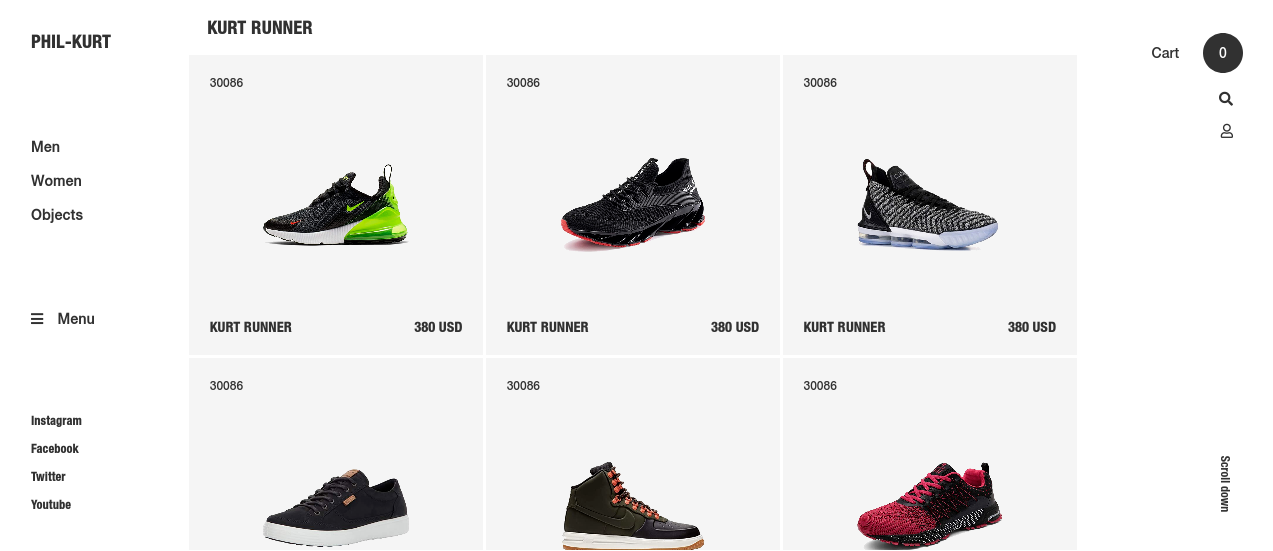 PHIL-KURT
Men
Women
Objects
Menu
Instagram
Facebook
Twitter
Youtube
KURT RUNNER
30086
KURT RUNNER 380 USD
30086
KURT RUNNER 380 USD
30086
KURT RUNNER 380 USD
30086
30086
30086
Cart 0
Scroll down